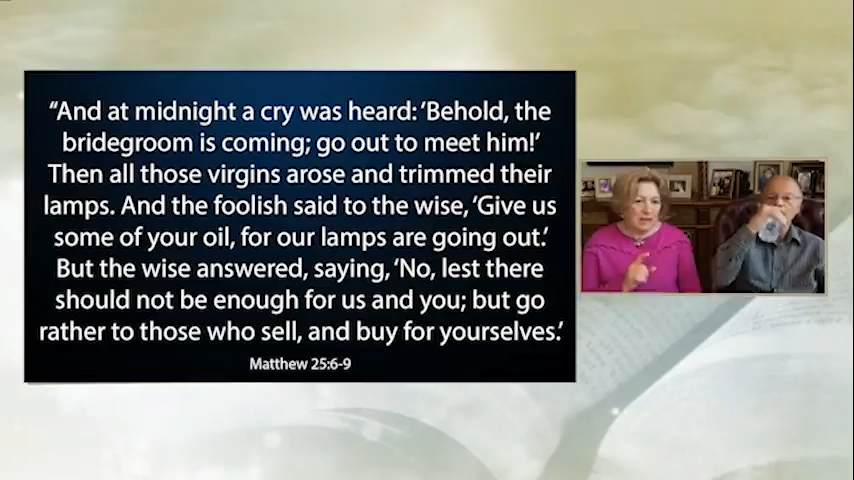 “And at midnight a cry was heard: ‘Behold, the
bridegroom is coming; go out to meet him!’
Then all those virgins arose and trimmed their
lamps. And the foolish said to the wise, ‘Give us
some of your oil, for our lamps are going out.’
But the wise answered, saying, ‘No, lest there
should not be enough for us and you; but go
rather to those who sell, and buy for yourselves.’
Matthew 25:6-9